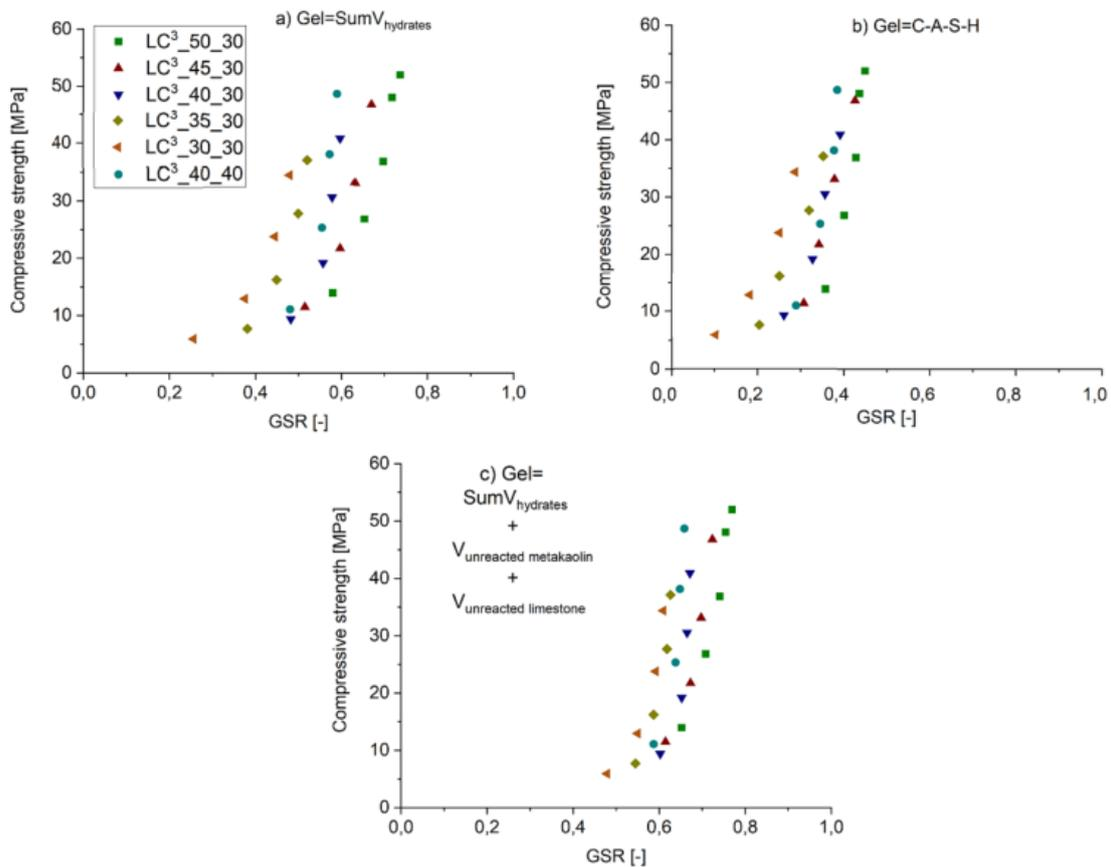 a) Gel=SumVhydrates
60
50
40
30
20
10
0
Compressive strength [MPa]
LC³_50_30
LC³_45_30
LC³_40_30
LC³_35_30
LC³_30_30
LC³_40_40
0,0 0,2 0,4 0,6 0,8 1,0
GSR [-]
b) Gel=C-A-S-H
60
50
40
30
20
10
0
Compressive strength [MPa]
0,0 0,2 0,4 0,6 0,8 1,0
GSR [-]
c) Gel=
SumVhydrates
+
Vunreacted metakaolin
+
Vunreacted limestone
60
50
40
30
20
10
0
Compressive strength [MPa]
0,0 0,2 0,4 0,6 0,8 1,0
GSR [-]